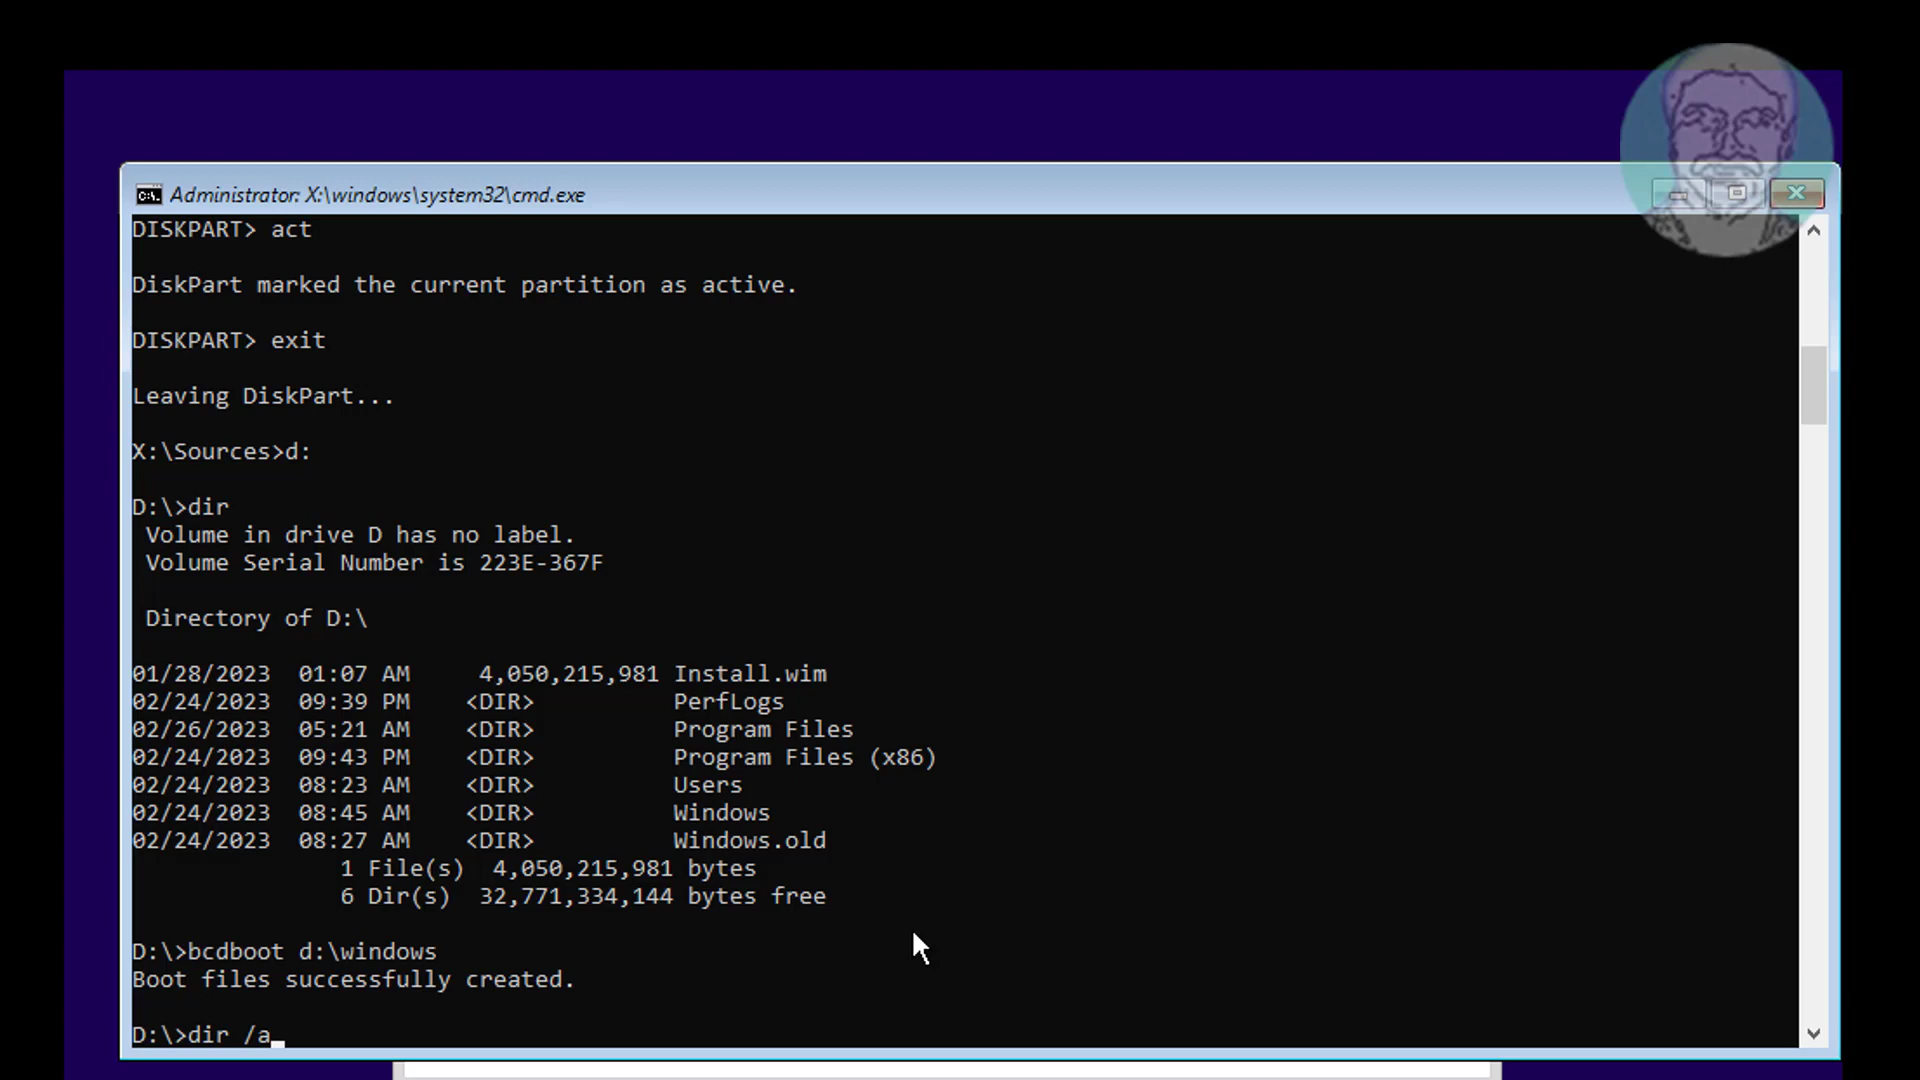 Administrator: X:\windows\system32\cmd.exe
DISKPART> act
DiskPart marked the current partition as active.
DISKPART> exit
Leaving DiskPart...
X:\Sources>d:
D:\>dir
Volume in drive D has no label.
Volume Serial Number is 223E-367F
Directory of D:\
01/28/2023  01:07 AM     4,050,215,981 Install.wim
02/24/2023  09:39 PM    <DIR>          PerfLogs
02/26/2023  05:21 AM    <DIR>          Program Files
02/24/2023  09:43 PM    <DIR>          Program Files (x86)
02/24/2023  08:23 AM    <DIR>          Users
02/24/2023  08:45 AM    <DIR>          Windows
02/24/2023  08:27 AM    <DIR>          Windows.old
1 File(s)  4,050,215,981 bytes
6 Dir(s)  32,771,334,144 bytes free
D:\>bcdboot d:\windows
Boot files successfully created.
D:\>dir /a